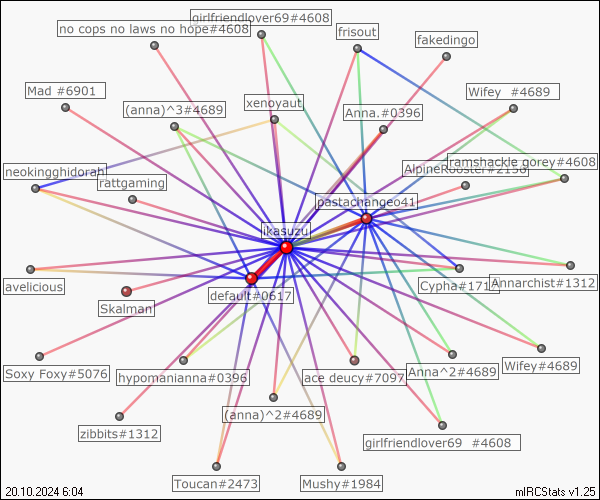 girlfriendlover69#4608
no cops no laws no hope#4608
frisout
fakedingo
Mad #6901
xenoyaut
Wifey #4689
(anna)^3#4689
Anna.#0396
ramshackle gorey#4608
neokingghidorah
AlpineRooster#2158
rattgaming
pastachangeo41
ikasuzu
Cypha#171
Annarchist#1312
avelicious
default#0617
Skalman
Soxy Foxy#5076
hypomanianna#0396
ace deucy#7097
Anna^2#4689
Wifey#4689
(anna)^2#4689
zibbits#1312
girlfriendlover69 #4608
Toucan#2473
Mushy#1984
20.10.2024 6:04
mIRCStats v1.25